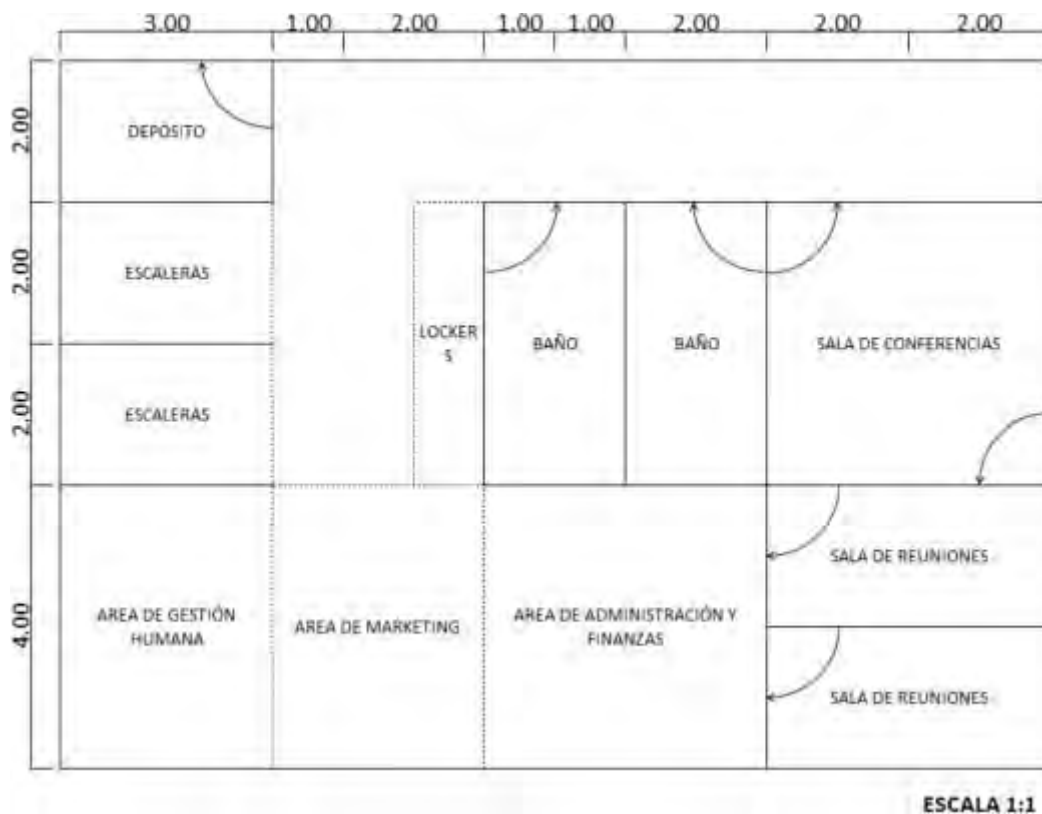 3.00 1.00 2.00 1.00 1.00 2.00 2.00 2.00
2.00
DEPÓSITO
2.00
ESCALERAS
LOCKER
S
BAÑO
BAÑO
SALA DE CONFERENCIAS
2.00
ESCALERAS
SALA DE REUNIONES
4.00
AREA DE GESTIÓN
HUMANA
AREA DE MARKETING
AREA DE ADMINISTRACIÓN Y
FINANZAS
SALA DE REUNIONES
ESCALA 1:1